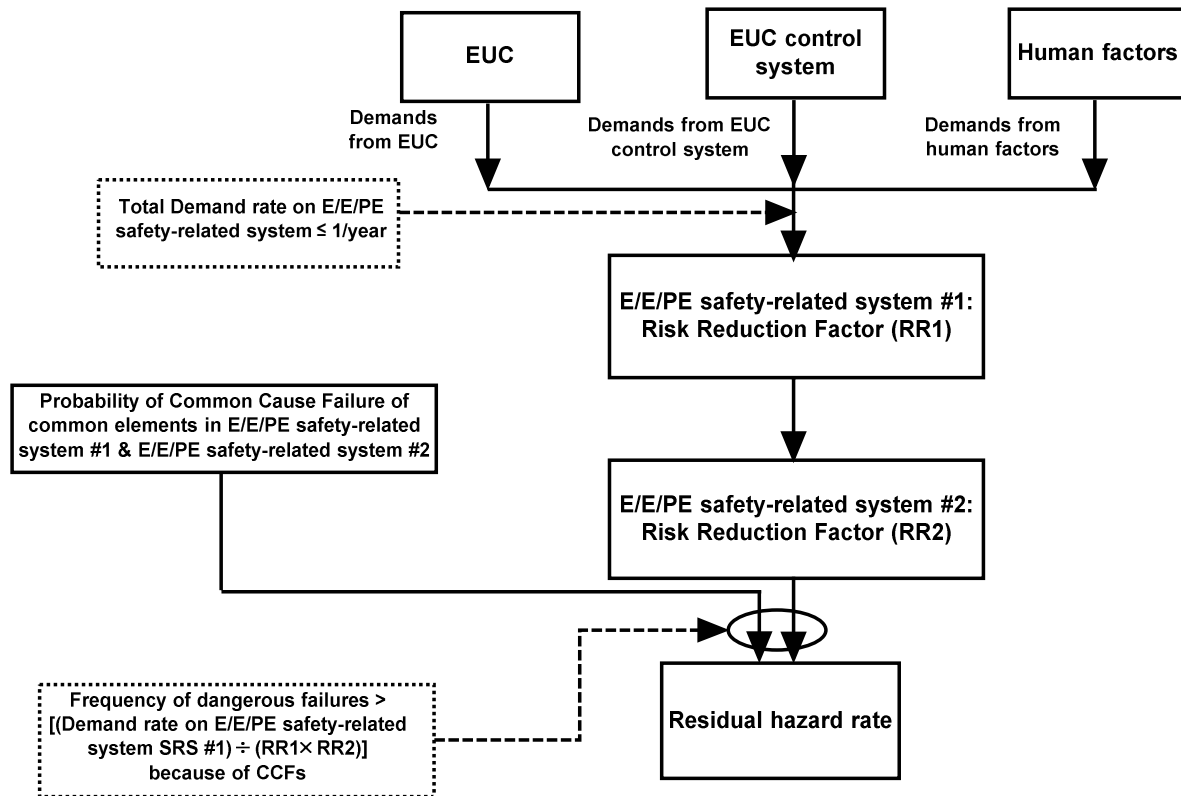 EUC
EUC control
system
Human factors
Demands
from EUC
Demands from EUC
control system
Demands from
human factors
Total Demand rate on E/E/PE
safety-related system ≤ 1/year
E/E/PE safety-related system #1:
Risk Reduction Factor (RR1)
Probability of Common Cause Failure of
common elements in E/E/PE safety-related
system #1 & E/E/PE safety-related system #2
E/E/PE safety-related system #2:
Risk Reduction Factor (RR2)
Frequency of dangerous failures >
[(Demand rate on E/E/PE safety-related
system SRS #1) ÷ (RR1× RR2)]
because of CCFs
Residual hazard rate